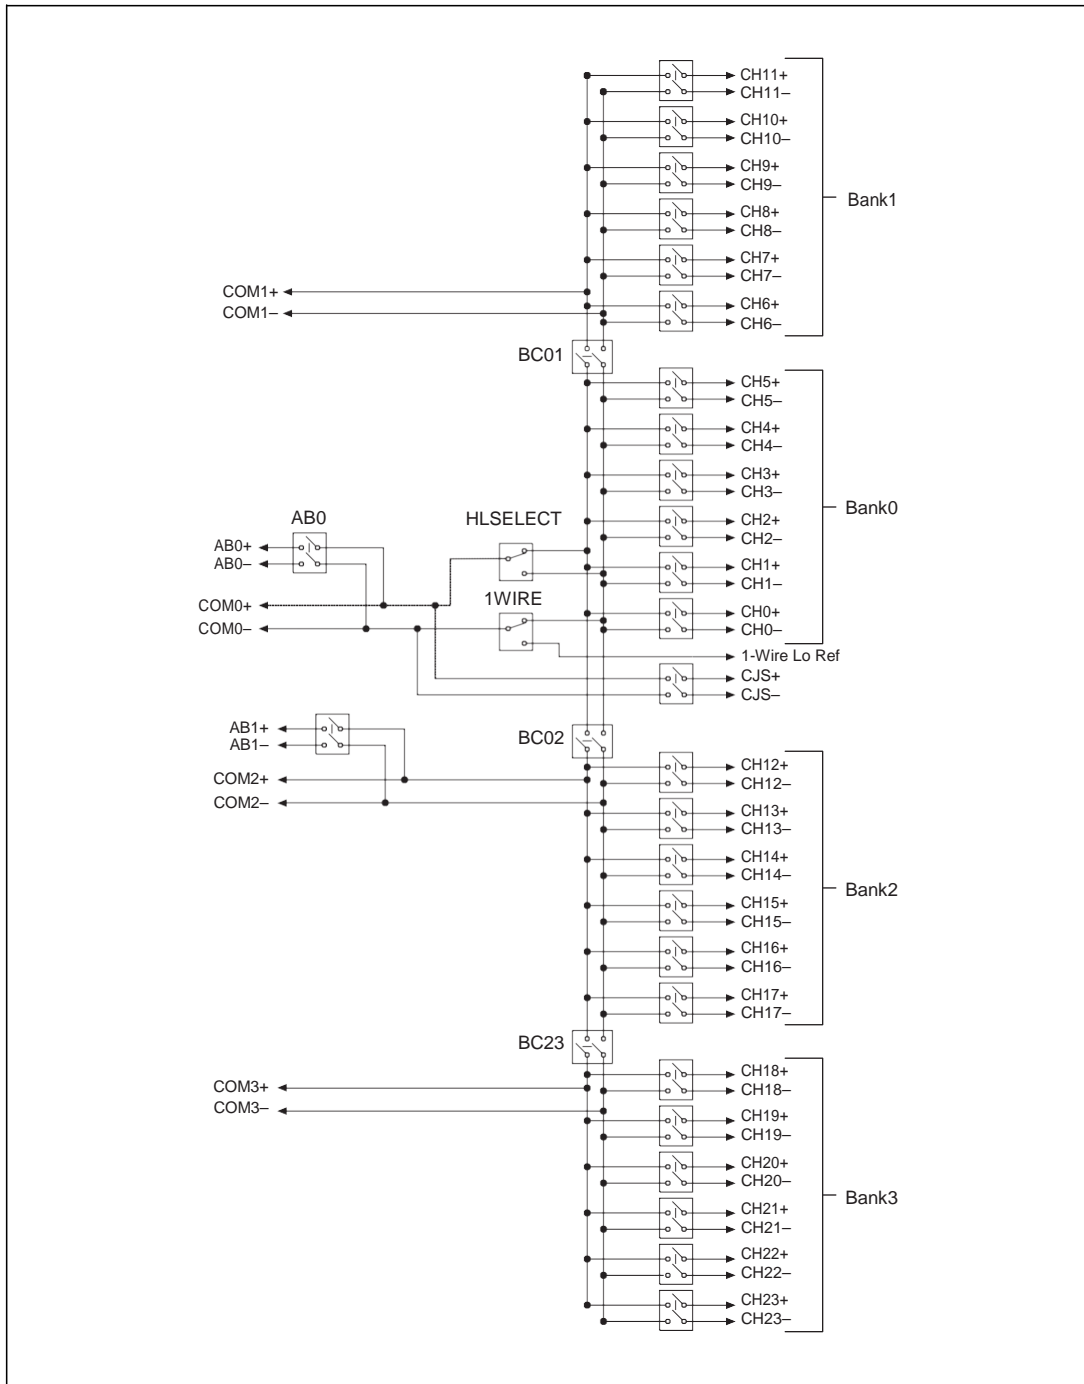 CH11+
CH11–
CH10+
CH10–
CH9+
CH9–
CH8+
CH8–
Bank1
CH7+
CH7–
COM1+
COM1–
CH6+
CH6–
BC01
CH5+
CH5–
CH4+
CH4–
CH3+
CH3–
Bank0
AB0
HLSELECT
CH2+
CH2–
AB0+
AB0–
CH1+
CH1–
1WIRE
COM0+
COM0–
CH0+
CH0–
1-Wire Lo Ref
CJS+
CJS–
AB1+
AB1–
BC02
COM2+
COM2–
CH12+
CH12–
CH13+
CH13–
CH14+
CH14–
Bank2
CH15+
CH15–
CH16+
CH16–
CH17+
CH17–
BC23
COM3+
COM3–
CH18+
CH18–
CH19+
CH19–
CH20+
CH20–
Bank3
CH21+
CH21–
CH22+
CH22–
CH23+
CH23–